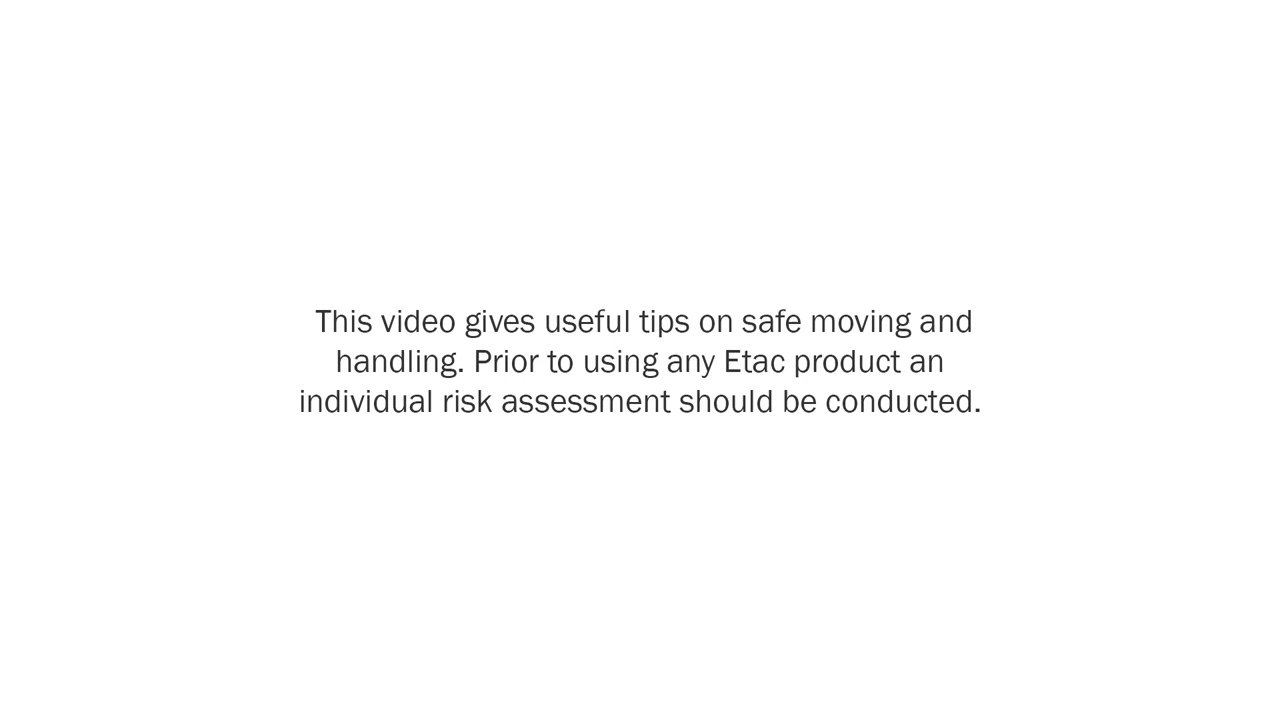 This video gives useful tips on safe moving and
handling. Prior to using any Etac product an
individual risk assessment should be conducted.